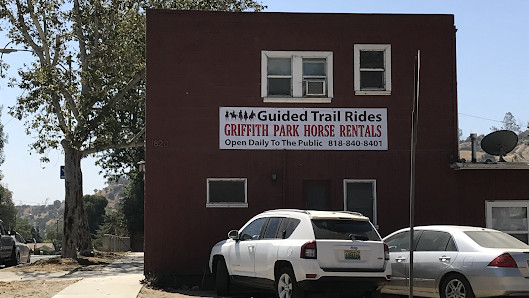 Guided Trail Rides
GRIFFITH PARK HORSE RENTALS
Open Daily To The Public 818-840-8401